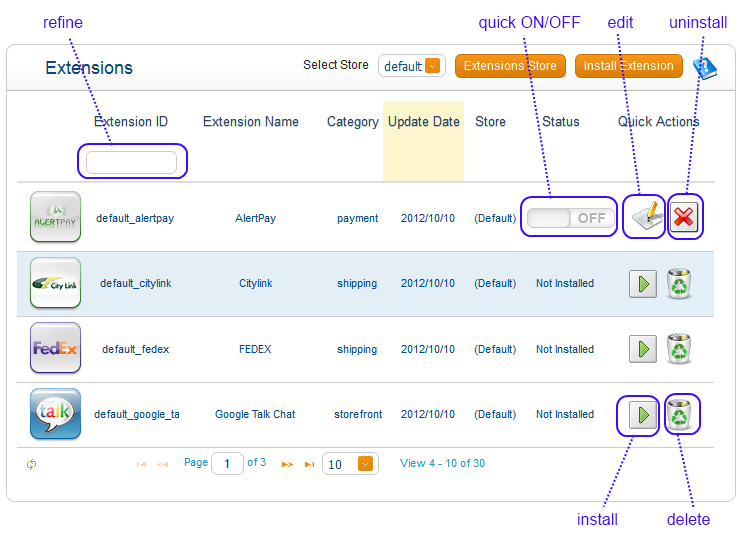 refine quick ON/OFF edit uninstall
Extensions Select Store default Extensions Store Install Extension ?
Extension ID Extension Name Category Update Date Store Status Quick Actions
ALERTPAY default_alertpay AlertPay payment 2012/10/10 (Default) OFF
City Link default_citylink Citylink shipping 2012/10/10 (Default) Not Installed
FedEx default_fedex FEDEX shipping 2012/10/10 (Default) Not Installed
talk default_google_ta Google Talk Chat storefront 2012/10/10 (Default) Not Installed
Page 1 of 3 10 View 4 - 10 of 30
install delete